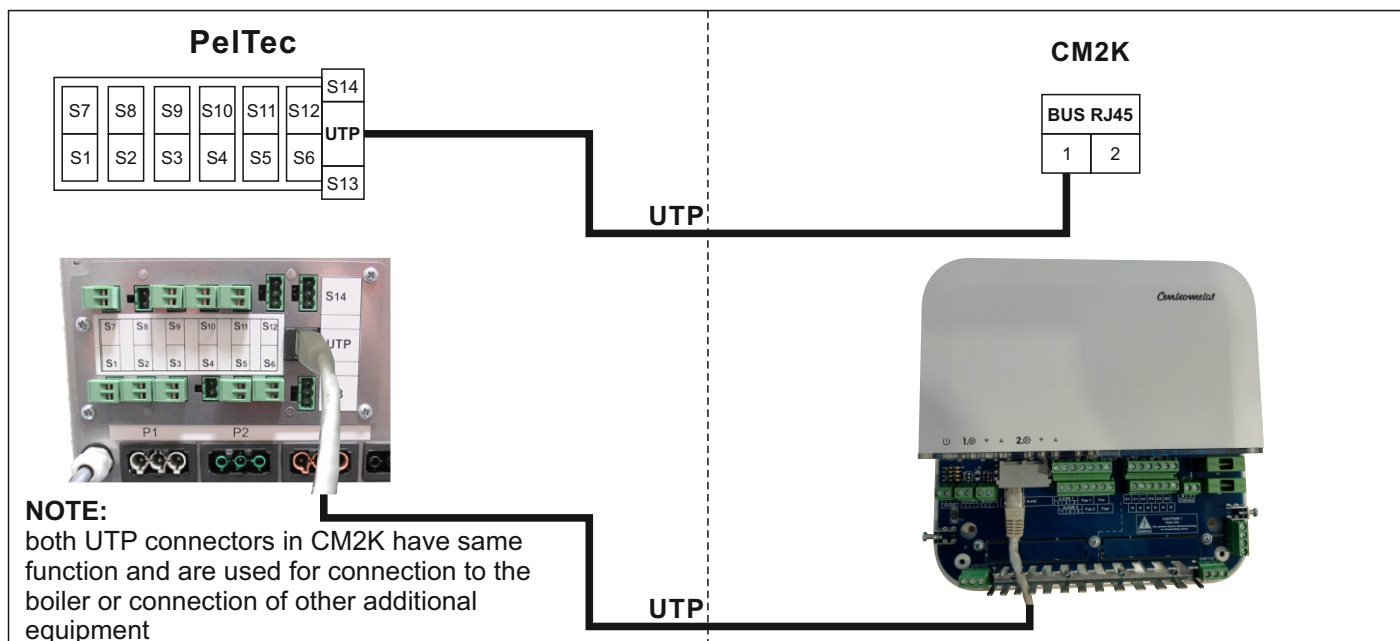 PelTec
CM2K
S14
S7 S8 S9 S10 S11 S12
UTP
S1 S2 S3 S4 S5 S6
S13
BUS RJ45
1 2
UTP
S14
S7 S8 S9 S10 S11 S12
UTP
S1 S2 S3 S4 S5 S6
P1 P2
Centrometal
1. 2.
NOTE:
both UTP connectors in CM2K have same
function and are used for connection to the
boiler or connection of other additional
equipment
UTP